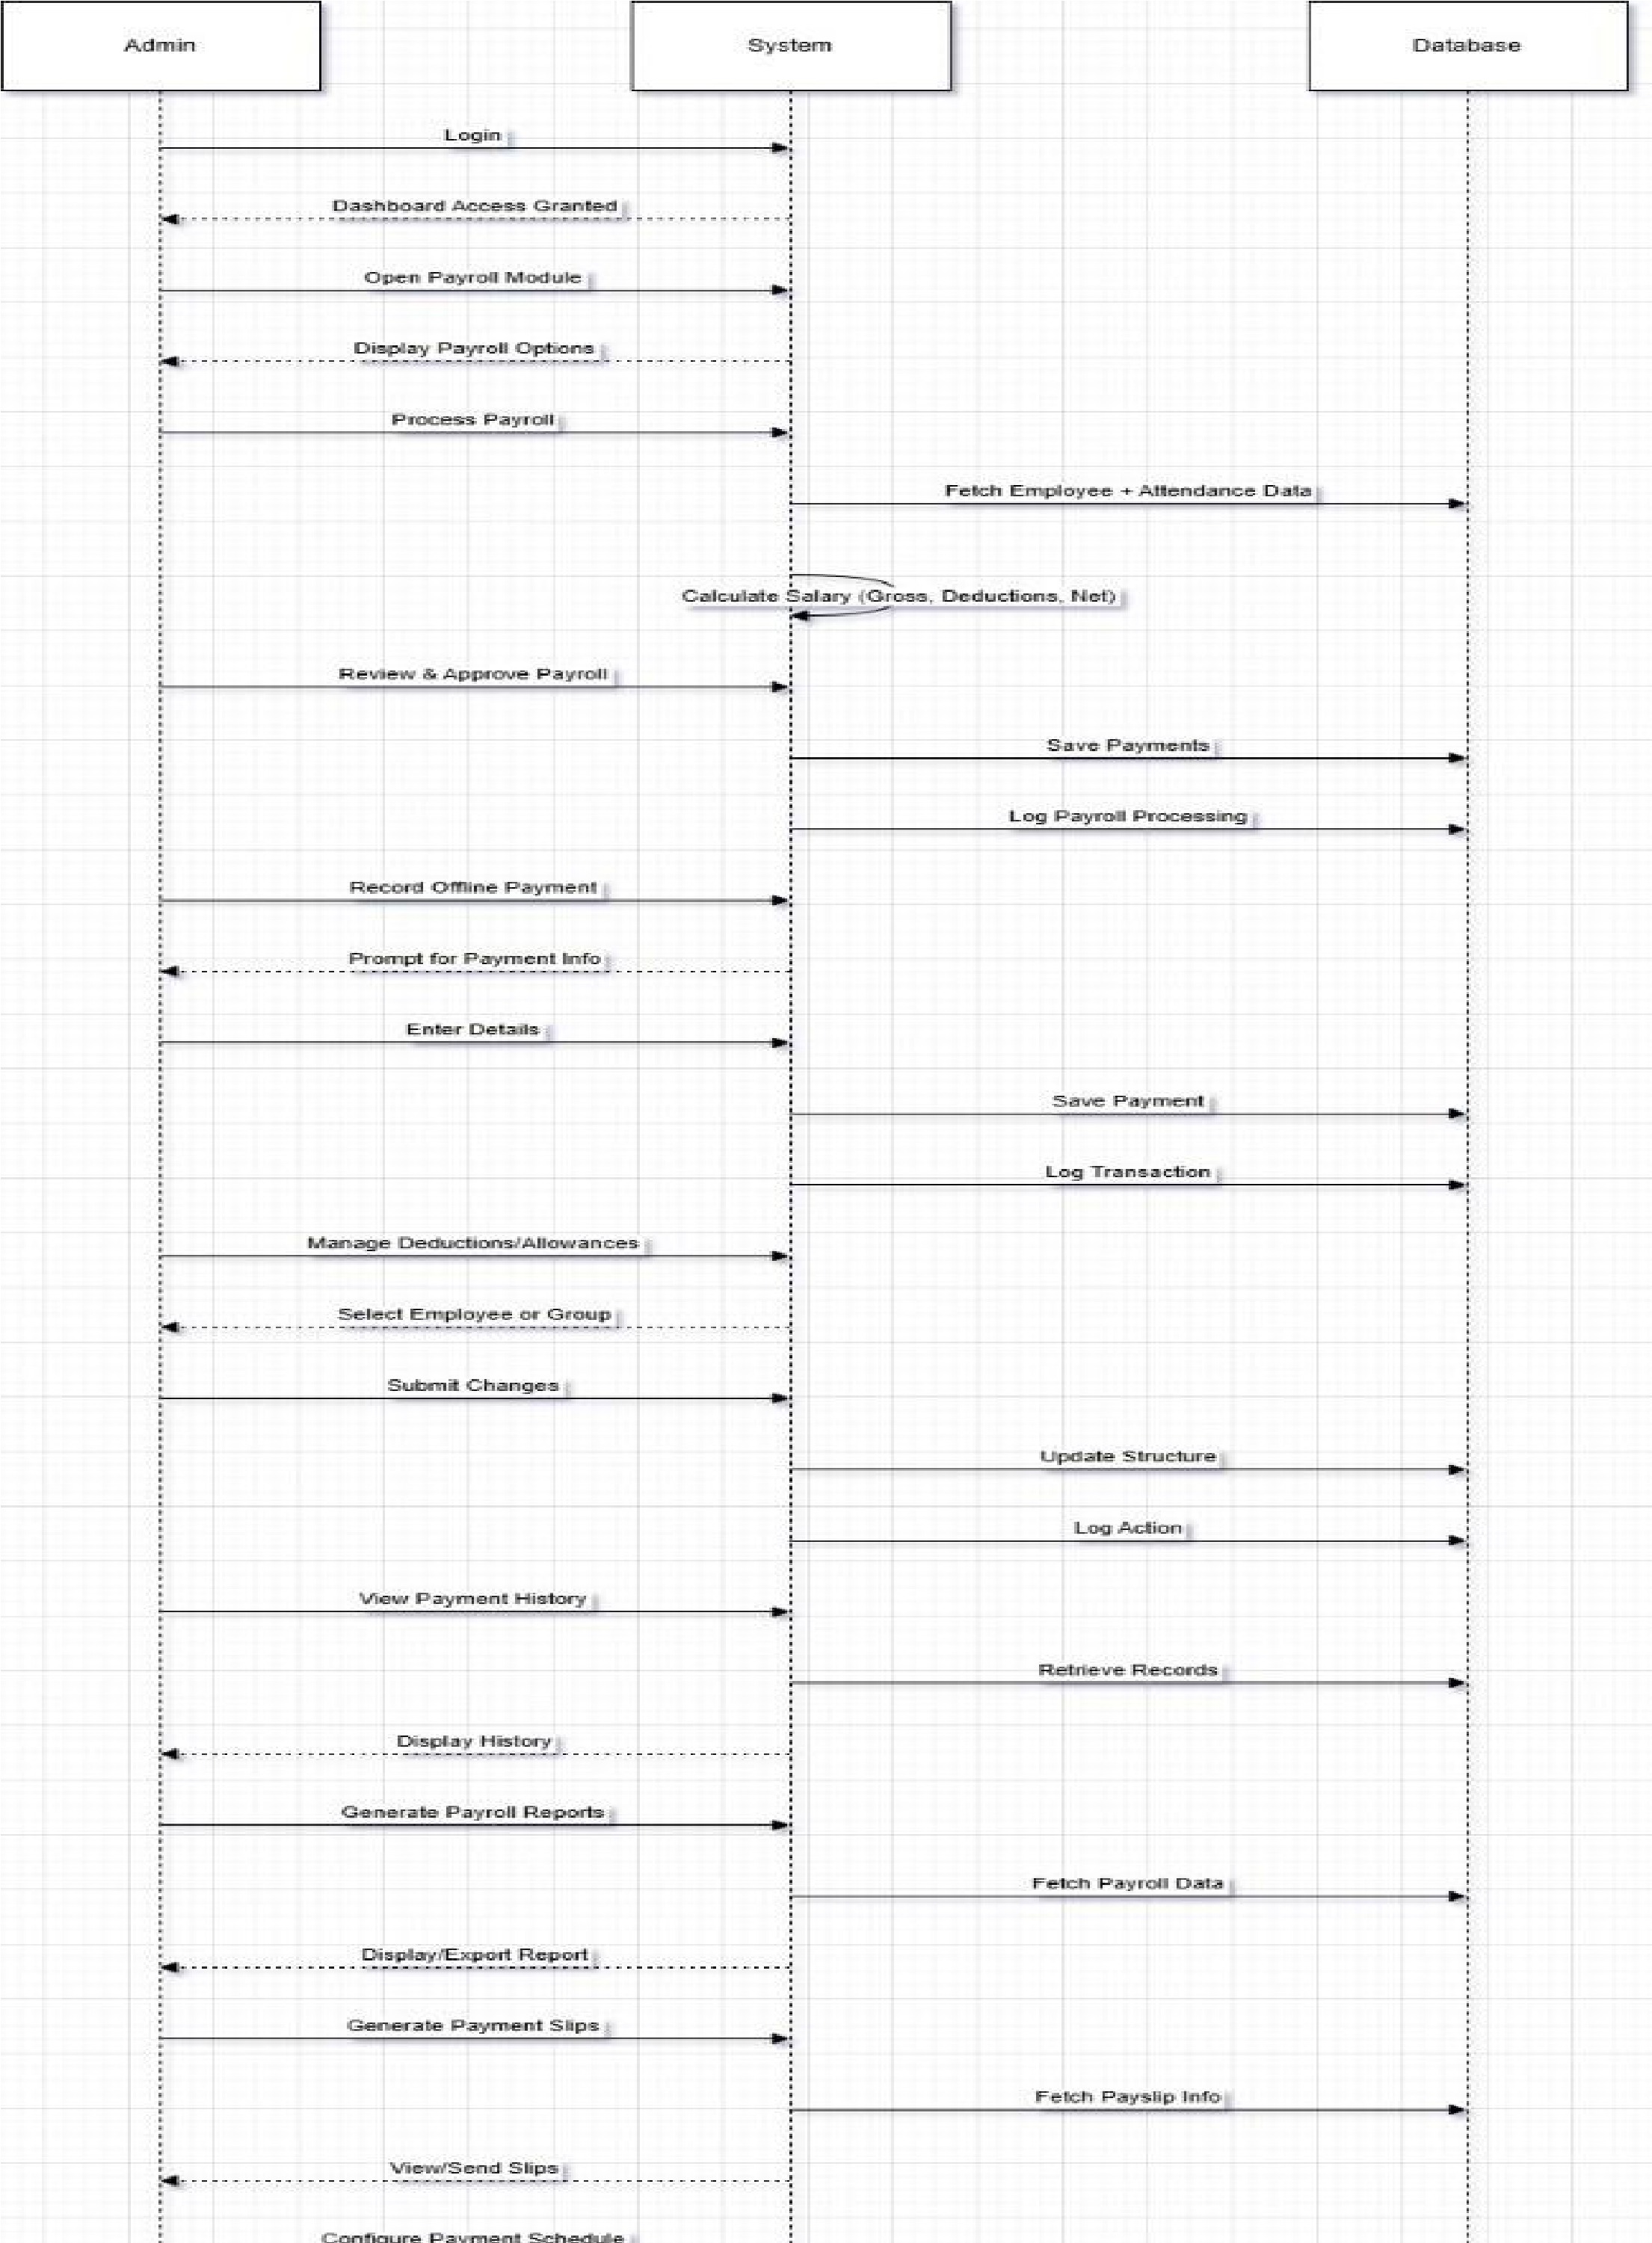 Admin
System
Database
Login
Dashboard Access Granted
Open Payroll Module
Display Payroll Options
Process Payroll
Fetch Employee + Attendance Data
Calculate Salary (Gross, Deductions, Net)
Review & Approve Payroll
Save Payments
Log Payroll Processing
Record Offline Payment
Prompt for Payment Info
Enter Details
Save Payment
Log Transaction
Manage Deductions/Allowances
Select Employee or Group
Submit Changes
Update Structure
Log Action
View Payment History
Retrieve Records
Display History
Generate Payroll Reports
Fetch Payroll Data
Display/Export Report
Generate Payment Slips
Fetch Payslip Info
View/Send Slips
Configure Payment Schedule